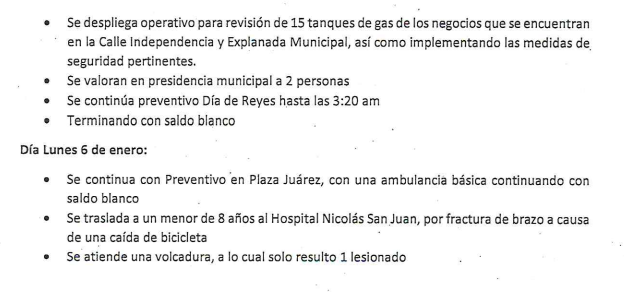 • Se despliega operativo para revisión de 15 tanques de gas de los negocios que se encuentran
en la Calle Independencia y Explanada Municipal, así como implementando las medidas de
seguridad pertinentes.
• Se valoran en presidencia municipal a 2 personas
• Se continúa preventivo Día de Reyes hasta las 3:20 am
• Terminando con saldo blanco
Día Lunes 6 de enero:
• Se continua con Preventivo en Plaza Juárez, con una ambulancia básica continuando con
saldo blanco
• Se traslada a un menor de 8 años al Hospital Nicolás San Juan, por fractura de brazo a causa
de una caída de bicicleta
• Se atiende una volcadura, a lo cual solo resulto 1 lesionado